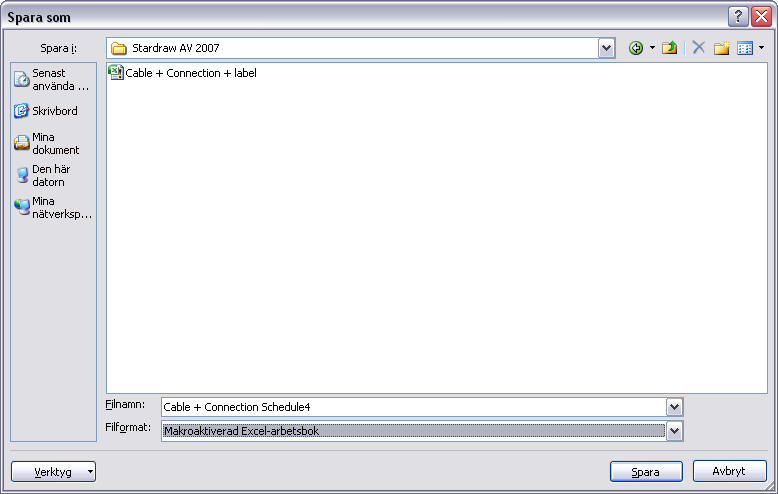 Spara som
Spara i:
Stardraw AV 2007
Senast
använda ...
Skrivbord
Mina
dokument
Den här
datorn
Mina
nätverksp...
Cable + Connection + label
Filnamn:
Cable + Connection Schedule4
Filformat:
Makroaktiverad Excel-arbetsbok
Verktyg
Spara
Avbryt